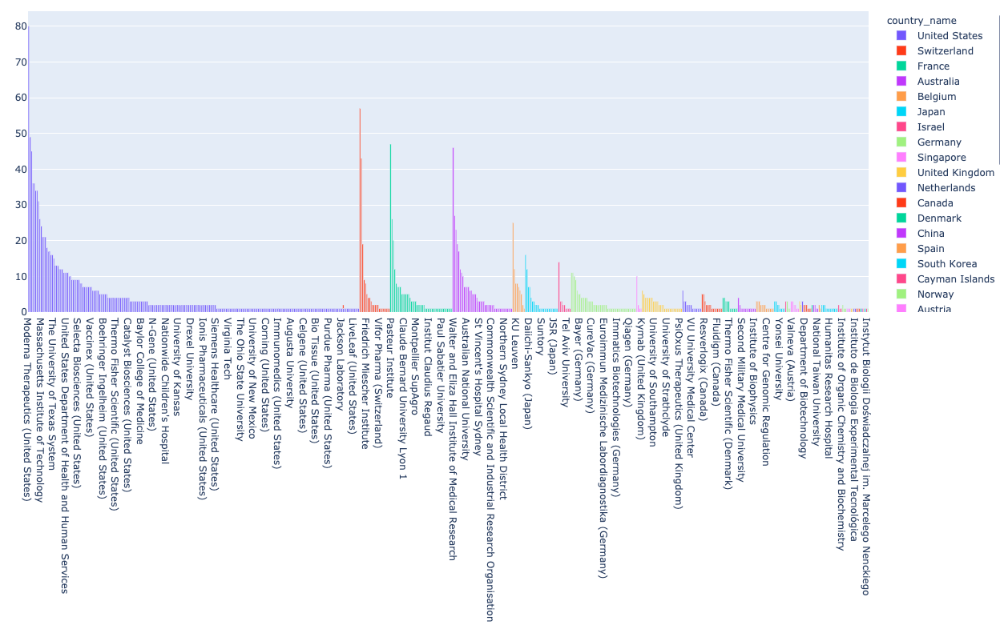 80
70
60
50
40
30
20
10
0
Moderna Therapeutics (United States)
Massachusetts Institute of Technology
The University of Texas System
United States Department of Health and Human Services
Selecta Biosciences (United States)
Vaccinex (United States)
Boehringer Ingelheim (United States)
Thermo Fisher Scientific (United States)
Catalyst Biosciences (United States)
Baylor College of Medicine
N-Gene (United States)
Nationwide Children's Hospital
University of Kansas
Drexel University
Ionis Pharmaceuticals (United States)
Siemens Healthcare (United States)
Virginia Tech
The Ohio State University
University of New Mexico
Corning (United States)
Immunomedics (United States)
Augusta University
Celgene (United States)
Bio Tissue (United States)
Purdue Pharma (United States)
Jackson Laboratory
LiveLeaf (United States)
Friedrich Miescher Institute
Vifor Pharma (Switzerland)
Pasteur Institute
Claude Bernard University Lyon 1
Montpellier SupAgro
Institut Claudius Regaud
Paul Sabatier University
Walter and Eliza Hall Institute of Medical Research
Australian National University
St Vincent's Hospital Sydney
Commonwealth Scientific and Industrial Research Organisation
Northern Sydney Local Health District
KU Leuven
Daiichi-Sankyo (Japan)
Suntory
JSR (Japan)
Tel Aviv University
Bayer (Germany)
CureVac (Germany)
Euroimmun Medizinische Labordiagnostika (Germany)
Immatics Biotechnologies (Germany)
Qiagen (Germany)
Kymab (United Kingdom)
University of Southampton
University of Strathclyde
PsiOxus Therapeutics (United Kingdom)
VU University Medical Center
Resverlogix (Canada)
Fluidigm (Canada)
Thermo Fisher Scientific (Denmark)
Second Military Medical University
Institute of Biophysics
Centre for Genomic Regulation
Yonsei University
Valneva (Austria)
Department of Biotechnology
National Taiwan University
Humanitas Research Hospital
Institute of Organic Chemistry and Biochemistry
Instituto de Biologia Experimental Tecnológica
Instytut Biologii Doświadczalnej im. Marcelego Nenckiego
country_name
United States
Switzerland
France
Australia
Belgium
Japan
Israel
Germany
Singapore
United Kingdom
Netherlands
Canada
Denmark
China
Spain
South Korea
Cayman Islands
Norway
Austria